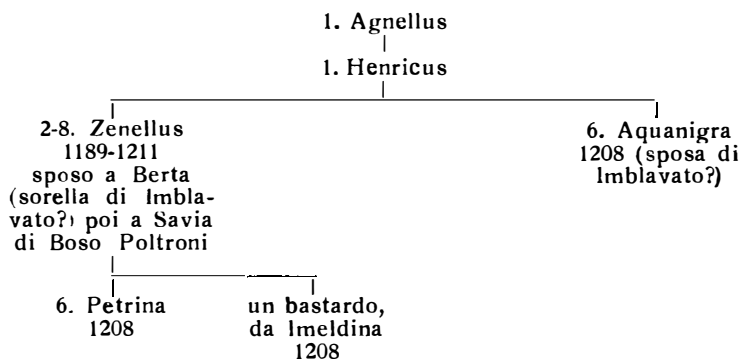 1. Agnellus
1. Henricus
2-8. Zenellus
1189-1211
sposo a Berta
(sorella di Imbla-
vato?) poi a Savia
di Boso Poltroni
6. Aquanigra
1208 (sposa di
Imblavato?)
6. Petrina
1208
un bastardo,
da Imeldina
1208